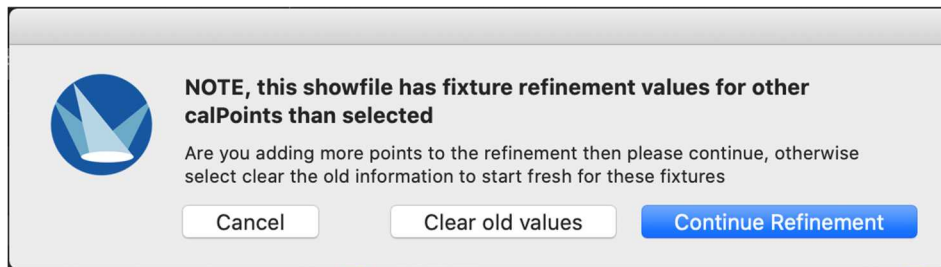 NOTE, this showfile has fixture refinement values for other
calPoints than selected
Are you adding more points to the refinement then please continue, otherwise
select clear the old information to start fresh for these fixtures
Cancel
Clear old values
Continue Refinement